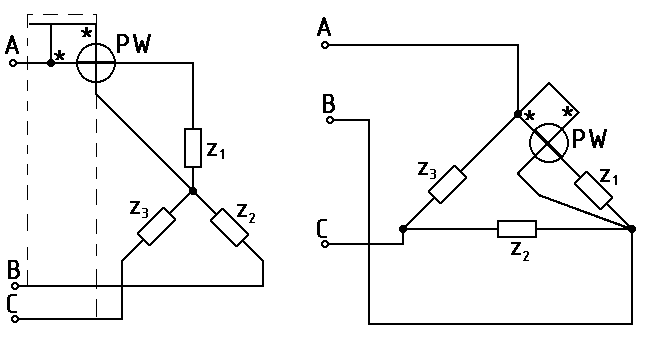 A * * PW
z₁
z₃ z₂
B
C
A
B
* * PW
z₃ z₁
C
z₂